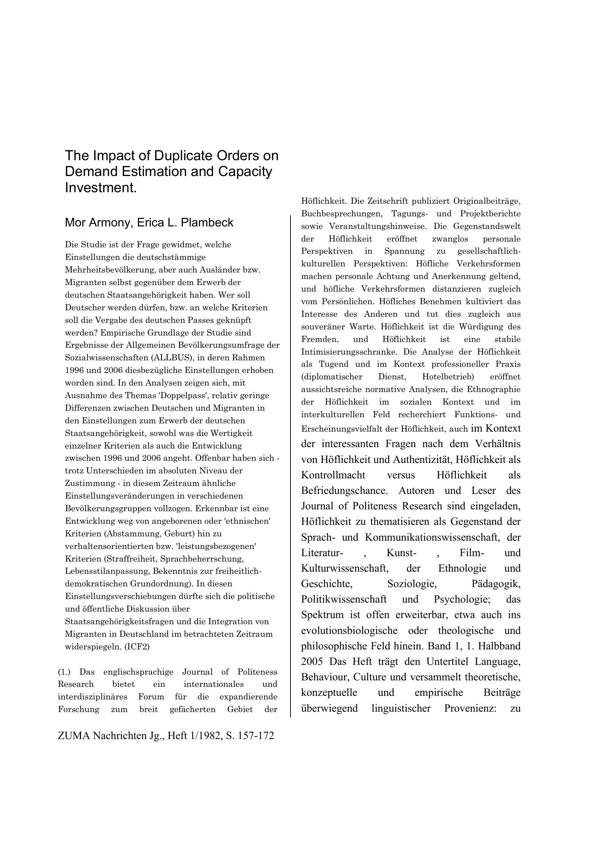 The Impact of Duplicate Orders on
Demand Estimation and Capacity
Investment.
Mor Armony, Erica L. Plambeck
Die Studie ist der Frage gewidmet, welche
Einstellungen die deutschstämmige
Mehrheitsbevölkerung, aber auch Ausländer bzw.
Migranten selbst gegenüber dem Erwerb der
deutschen Staatsangehörigkeit haben. Wer soll
Deutscher werden dürfen, bzw. an welche Kriterien
soll die Vergabe des deutschen Passes geknüpft
werden? Empirische Grundlage der Studie sind
Ergebnisse der Allgemeinen Bevölkerungsumfrage der
Sozialwissenschaften (ALLBUS), in deren Rahmen
1996 und 2006 diesbezügliche Einstellungen erhoben
worden sind. In den Analysen zeigen sich, mit
Ausnahme des Themas 'Doppelpass', relativ geringe
Differenzen zwischen Deutschen und Migranten in
den Einstellungen zum Erwerb der deutschen
Staatsangehörigkeit, sowohl was die Wertigkeit
einzelner Kriterien als auch die Entwicklung
zwischen 1996 und 2006 angeht. Offenbar haben sich -
trotz Unterschieden im absoluten Niveau der
Zustimmung - in diesem Zeitraum ähnliche
Einstellungsveränderungen in verschiedenen
Bevölkerungsgruppen vollzogen. Erkennbar ist eine
Entwicklung weg von angeborenen oder 'ethnischen'
Kriterien (Abstammung, Geburt) hin zu
verhaltensorientierten bzw. 'leistungsbezogenen'
Kriterien (Straffreiheit, Sprachbeherrschung,
Lebensstilanpassung, Bekenntnis zur freiheitlich-
demokratischen Grundordnung). In diesen
Einstellungsverschiebungen dürfte sich die politische
und öffentliche Diskussion über
Staatsangehörigkeitsfragen und die Integration von
Migranten in Deutschland im betrachteten Zeitraum
widerspiegeln. (ICF2)
(1.) Das englischsprachige Journal of Politeness
Research bietet ein internationales und
interdisziplinäres Forum für die expandierende
Forschung zum breit gefächerten Gebiet der
Höflichkeit. Die Zeitschrift publiziert Originalbeiträge,
Buchbesprechungen, Tagungs- und Projektberichte
sowie Veranstaltungshinweise. Die Gegenstandswelt
der Höflichkeit eröffnet zwanglos personale
Perspektiven in Spannung zu gesellschaftlich-
kulturellen Perspektiven: Höfliche Verkehrsformen
machen personale Achtung und Anerkennung geltend,
und höfliche Verkehrsformen distanzieren zugleich
vom Persönlichen. Höfliches Benehmen kultiviert das
Interesse des Anderen und tut dies zugleich aus
souveräner Warte. Höflichkeit ist die Würdigung des
Fremden, und Höflichkeit ist eine stabile
Intimisierungsschranke. Die Analyse der Höflichkeit
als Tugend und im Kontext professioneller Praxis
(diplomatischer Dienst, Hotelbetrieb) eröffnet
aussichtsreiche normative Analysen, die Ethnographie
der Höflichkeit im sozialen Kontext und im
interkulturellen Feld recherchiert Funktions- und
Erscheinungsvielfalt der Höflichkeit, auch im Kontext
der interessanten Fragen nach dem Verhältnis
von Höflichkeit und Authentizität, Höflichkeit als
Kontrollmacht versus Höflichkeit als
Befriedungschance. Autoren und Leser des
Journal of Politeness Research sind eingeladen,
Höflichkeit zu thematisieren als Gegenstand der
Sprach- und Kommunikationswissenschaft, der
Literatur- , Kunst- , Film- und
Kulturwissenschaft, der Ethnologie und
Geschichte, Soziologie, Pädagogik,
Politikwissenschaft und Psychologie; das
Spektrum ist offen erweiterbar, etwa auch ins
evolutionsbiologische oder theologische und
philosophische Feld hinein. Band 1, 1. Halbband
2005 Das Heft trägt den Untertitel Language,
Behaviour, Culture und versammelt theoretische,
konzeptuelle und empirische Beiträge
überwiegend linguistischer Provenienz: zu
ZUMA Nachrichten Jg., Heft 1/1982, S. 157-172